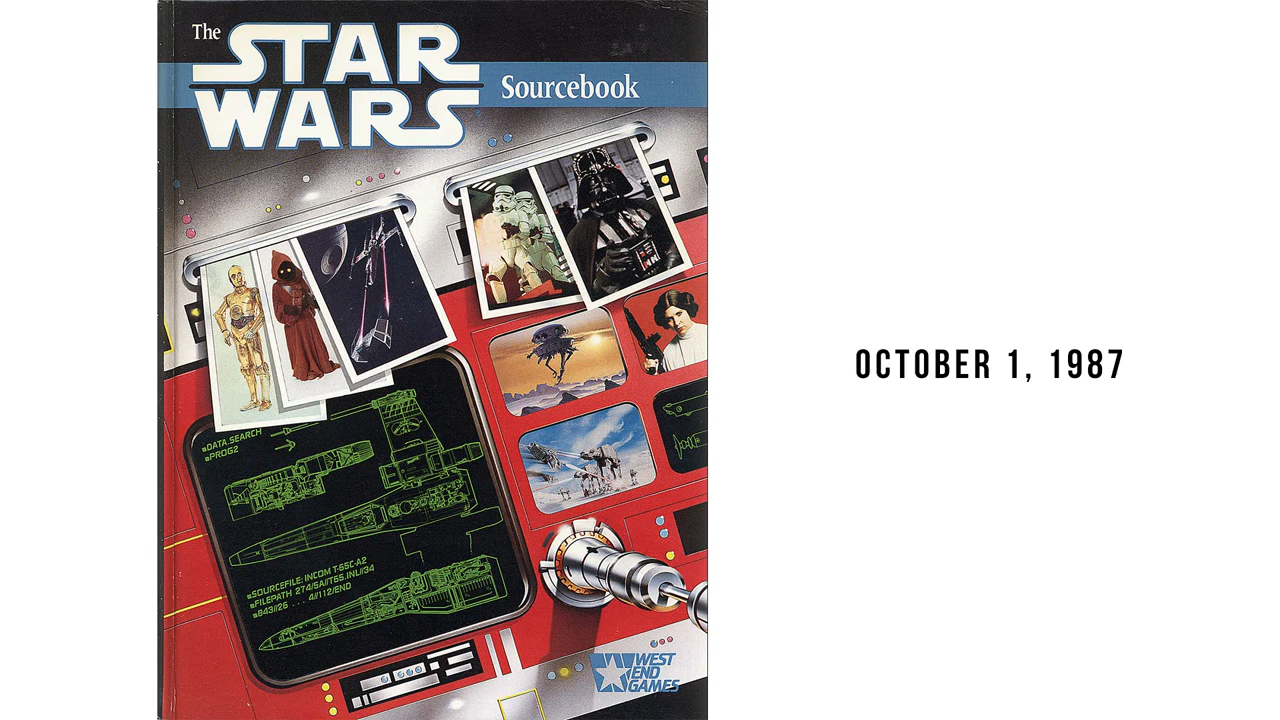 The
STAR
WARS
Sourcebook
DATA.SEARCH
PROG2
SOURCEFILE: INCOM T-65C-A2
FILEPATH 274/5A//T65.INL//34
843//26 . . . 4//112/END
WEST
END
GAMES
OCTOBER 1, 1987